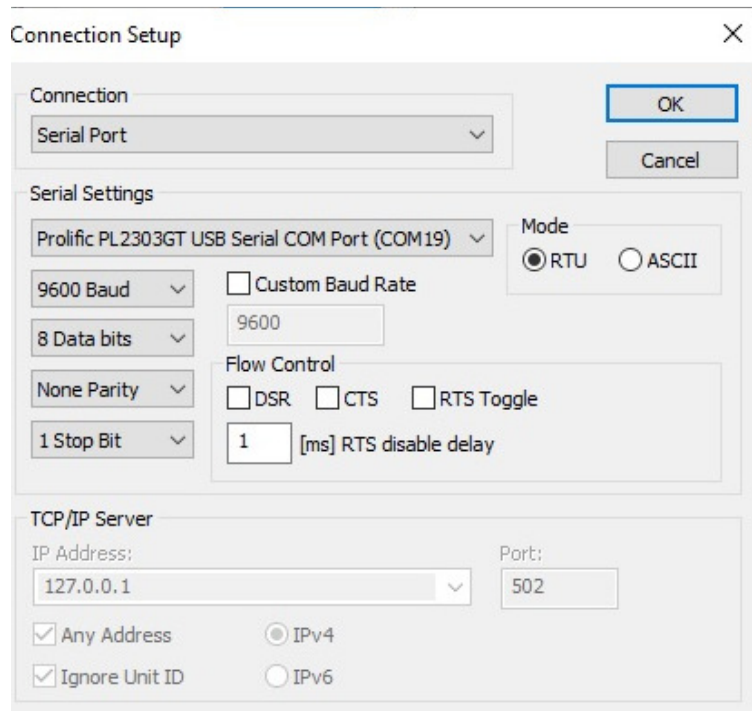 Connection Setup
Connection
OK
Serial Port
Cancel
Serial Settings
Prolific PL2303GT USB Serial COM Port (COM19)
Mode
RTU ASCII
9600 Baud
Custom Baud Rate
9600
8 Data bits
Flow Control
None Parity
DSR CTS RTS Toggle
1 Stop Bit
1 [ms] RTS disable delay
TCP/IP Server
IP Address: Port:
127.0.0.1 502
Any Address IPv4
Ignore Unit ID IPv6